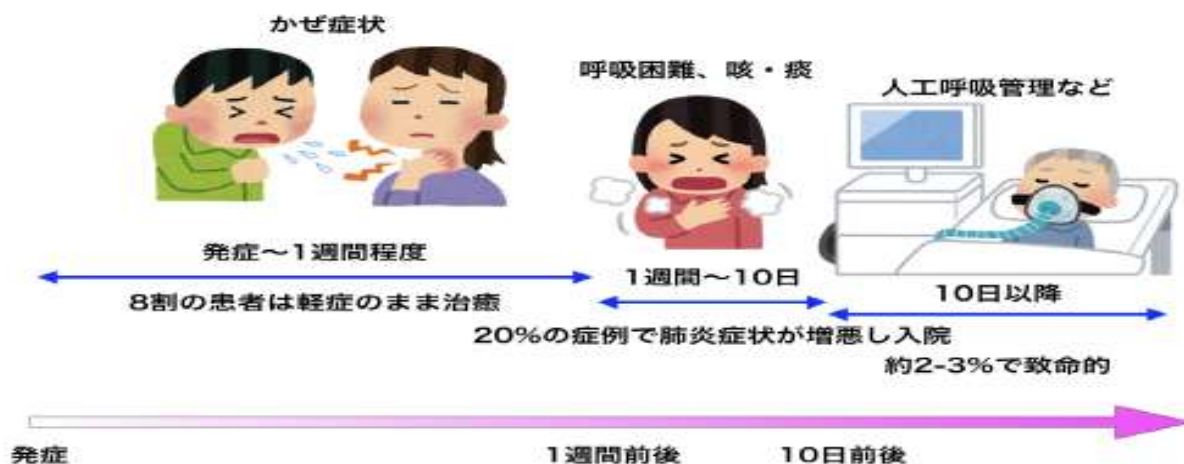 かぜ症状
呼吸困難、咳・痰
人工呼吸管理など
発症～1週間程度
1週間～10日
10日以降
8割の患者は軽症のまま治癒
20%の症例で肺炎症状が増悪し入院
約2-3%で致命的
発症
1週間前後
10日前後